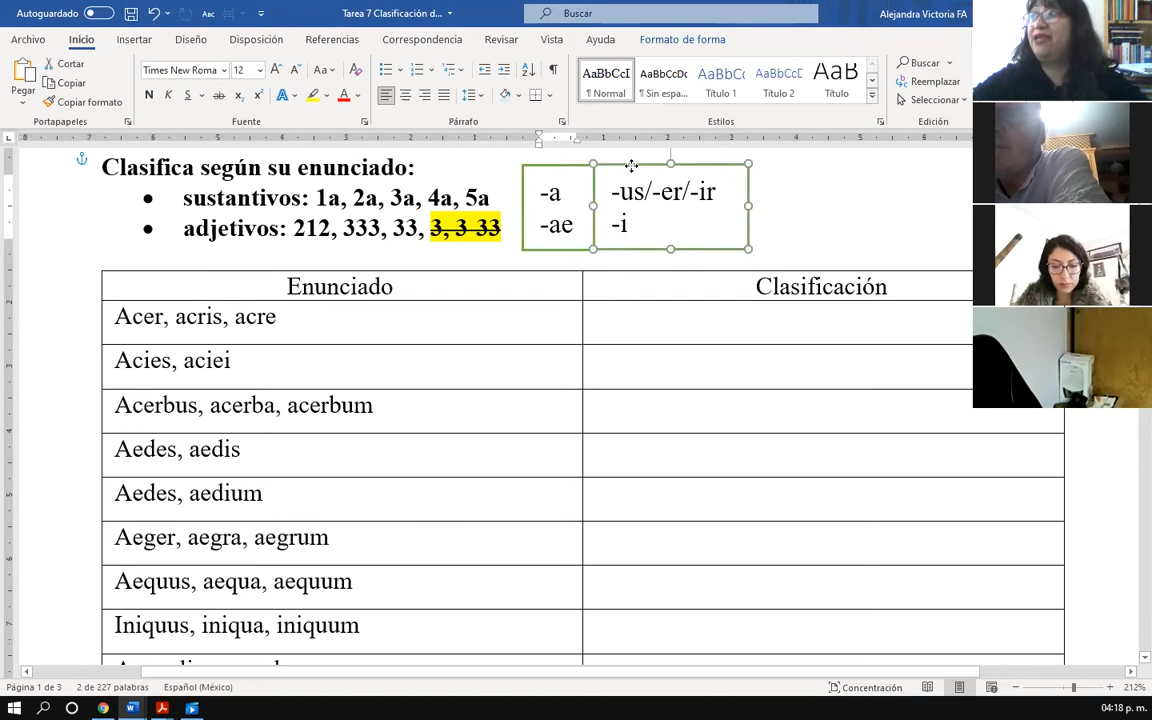 Autoguardado
Tarea 7 Clasificación d...
Buscar
Alejandra Victoria FA
Archivo
Inicio
Insertar
Diseño
Disposición
Referencias
Correspondencia
Revisar
Vista
Ayuda
Formato de forma
Pegar
Cortar
Copiar
Copiar formato
Portapapeles
Times New Roma
12
N K S ab x₂ x²
Fuente
Párrafo
AaBbCcI
¶ Normal
AaBbCcDc
¶ Sin espa...
AaBbCc
Título 1
AaBbCcD
Título 2
AaB
Título
Estilos
Buscar
Reemplazar
Seleccionar
Clasifica según su enunciado:
• sustantivos: 1a, 2a, 3a, 4a, 5a
• adjetivos: 212, 333, 33, 3, 3-33
-a
-ae
-us/-er/-ir
-i
Enunciado
Clasificación
Acer, acris, acre
Acies, aciei
Acerbus, acerba, acerbum
Aedes, aedis
Aedes, aedium
Aeger, aegra, aegrum
Aequus, aequa, aequum
Iniquus, iniqua, iniquum
Página 1 de 3
2 de 227 palabras
Español (México)
Concentración
212%
04:18 p. m.